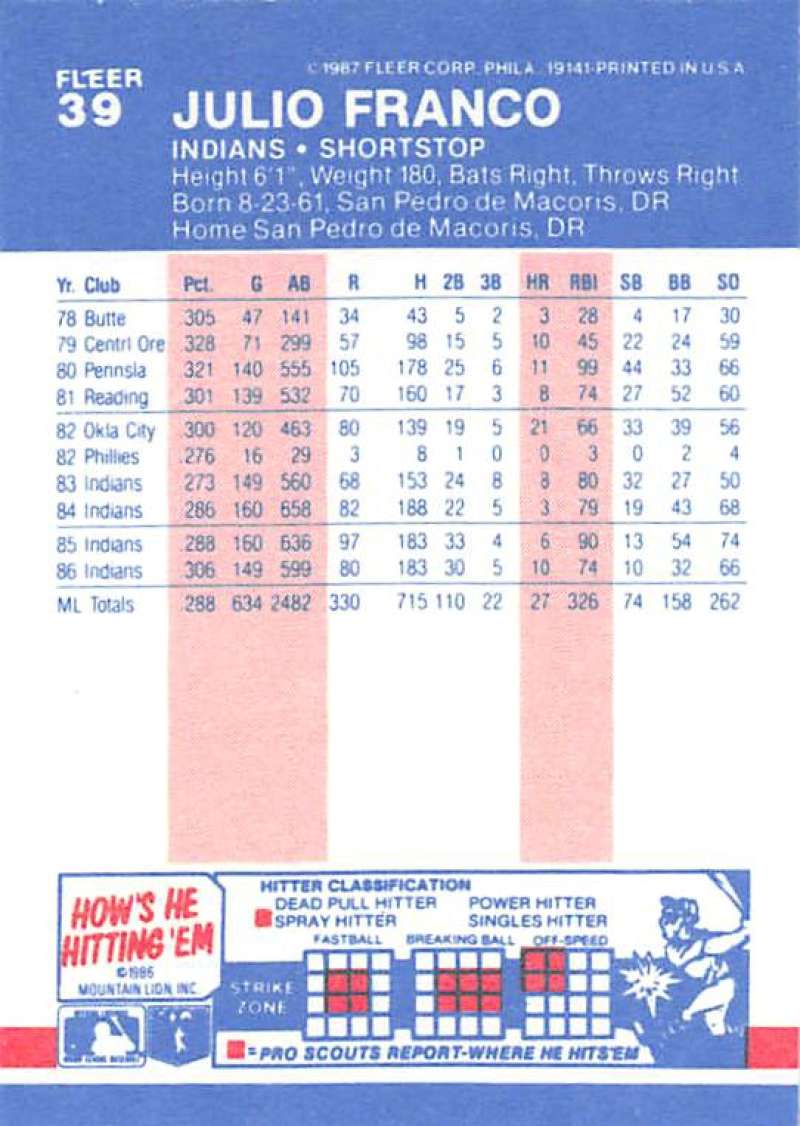 © 1987 FLEER CORP. PHILA. 19141-PRINTED IN U S A
FLEER
39
JULIO FRANCO
INDIANS • SHORTSTOP
Height 6'1", Weight 180, Bats Right, Throws Right
Born 8-23-61, San Pedro de Macoris, DR
Home San Pedro de Macoris, DR
Yr. Club Pct. G AB R H 2B 3B HR RBI SB BB SO
78 Butte .305 47 141 34 43 5 2 3 28 4 17 30
79 Centrl Ore .328 71 299 57 98 15 5 10 45 22 24 59
80 Pennsla .321 140 555 105 178 25 6 11 99 44 33 66
81 Reading .301 139 532 70 160 17 3 8 74 27 52 60
82 Okla City .300 120 463 80 139 19 5 21 66 33 39 56
82 Phillies .276 16 29 3 8 1 0 0 3 0 2 4
83 Indians .273 149 560 68 153 24 8 8 80 32 27 50
84 Indians .286 160 658 82 188 22 5 3 79 19 43 68
85 Indians .288 160 636 97 183 33 4 6 90 13 54 74
86 Indians .306 149 599 80 183 30 5 10 74 10 32 66
ML Totals .288 634 2482 330 715 110 22 27 326 74 158 262
HOW'S HE
HITTING 'EM
©1986
MOUNTAIN LION, INC.
HITTER CLASSIFICATION
DEAD PULL HITTER POWER HITTER
SPRAY HITTER SINGLES HITTER
FASTBALL BREAKING BALL OFF-SPEED
STRIKE
ZONE
= PRO SCOUTS REPORT-WHERE HE HITS 'EM